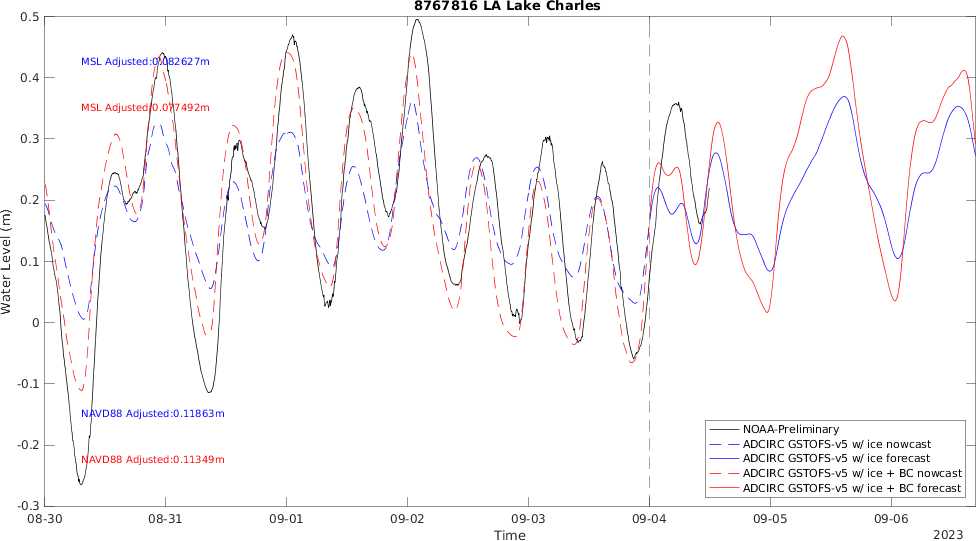 8767816 LA Lake Charles
0.5
0.4
0.3
0.2
0.1
0
-0.1
-0.2
-0.3
Water Level (m)
MSL Adjusted:0.082627m
MSL Adjusted:0.077492m
NAVD88 Adjusted:0.11863m
NAVD88 Adjusted:0.11349m
NOAA-Preliminary
ADCIRC GSTOFS-v5 w/ ice nowcast
ADCIRC GSTOFS-v5 w/ ice forecast
ADCIRC GSTOFS-v5 w/ ice + BC nowcast
ADCIRC GSTOFS-v5 w/ ice + BC forecast
08-30 08-31 09-01 09-02 09-03 09-04 09-05 09-06
Time
2023